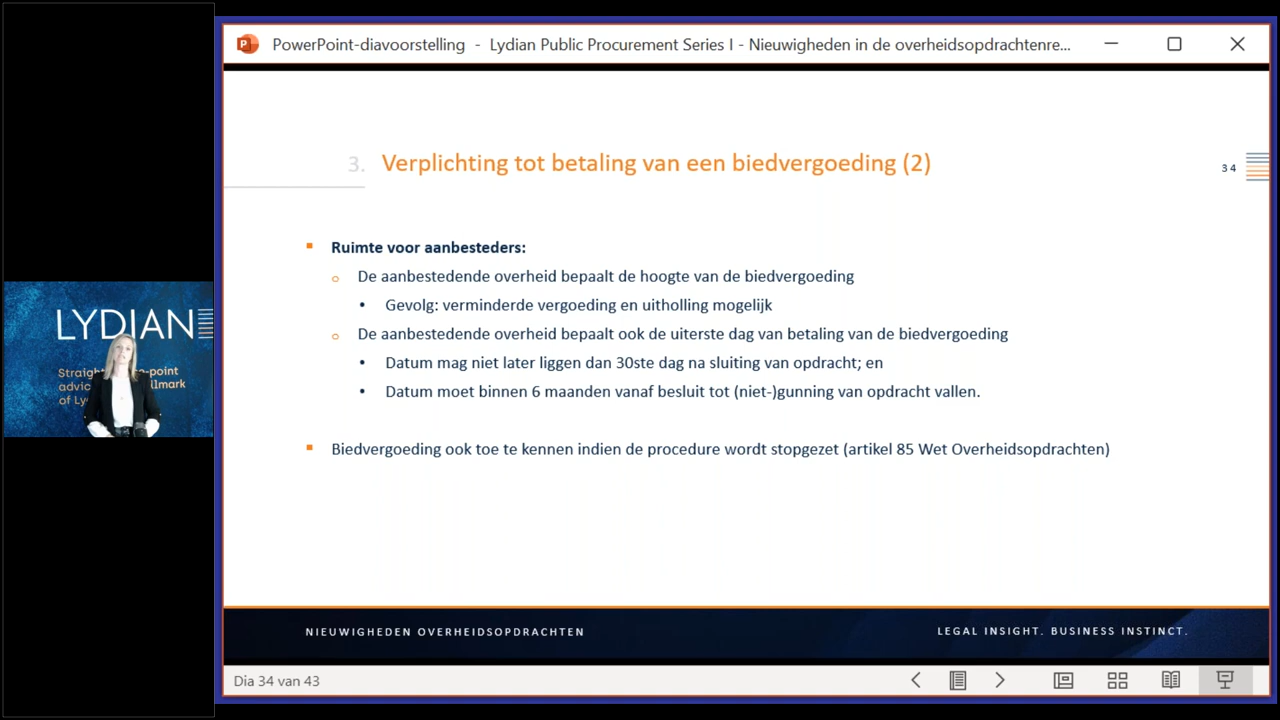 PowerPoint-diavoorstelling - Lydian Public Procurement Series I - Nieuwigheden in de overheidsopdrachtenre...
3. Verplichting tot betaling van een biedvergoeding (2)
34
▪ Ruimte voor aanbesteders:
o De aanbestedende overheid bepaalt de hoogte van de biedvergoeding
• Gevolg: verminderde vergoeding en uitholling mogelijk
o De aanbestedende overheid bepaalt ook de uiterste dag van betaling van de biedvergoeding
• Datum mag niet later liggen dan 30ste dag na sluiting van opdracht; en
• Datum moet binnen 6 maanden vanaf besluit tot (niet-)gunning van opdracht vallen.
▪ Biedvergoeding ook toe te kennen indien de procedure wordt stopgezet (artikel 85 Wet Overheidsopdrachten)
LYDIAN
of Ly
NIEUWIGHEDEN OVERHEIDSOPDRACHTEN
LEGAL INSIGHT. BUSINESS INSTINCT.
Dia 34 van 43